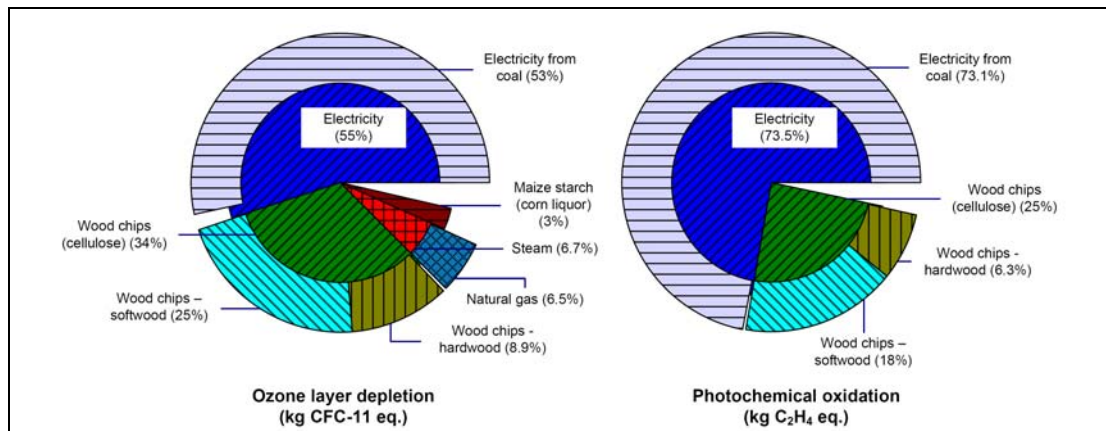 Electricity from
coal (53%)
Electricity
(55%)
Maize starch
(corn liquor)
(3%)
Wood chips
(cellulose) (34%)
Steam (6.7%)
Natural gas (6.5%)
Wood chips –
softwood (25%)
Wood chips -
hardwood (8.9%)
Ozone layer depletion
(kg CFC-11 eq.)
Electricity from
coal (73.1%)
Electricity
(73.5%)
Wood chips
(cellulose) (25%)
Wood chips -
hardwood (6.3%)
Wood chips –
softwood (18%)
Photochemical oxidation
(kg C₂H₄ eq.)